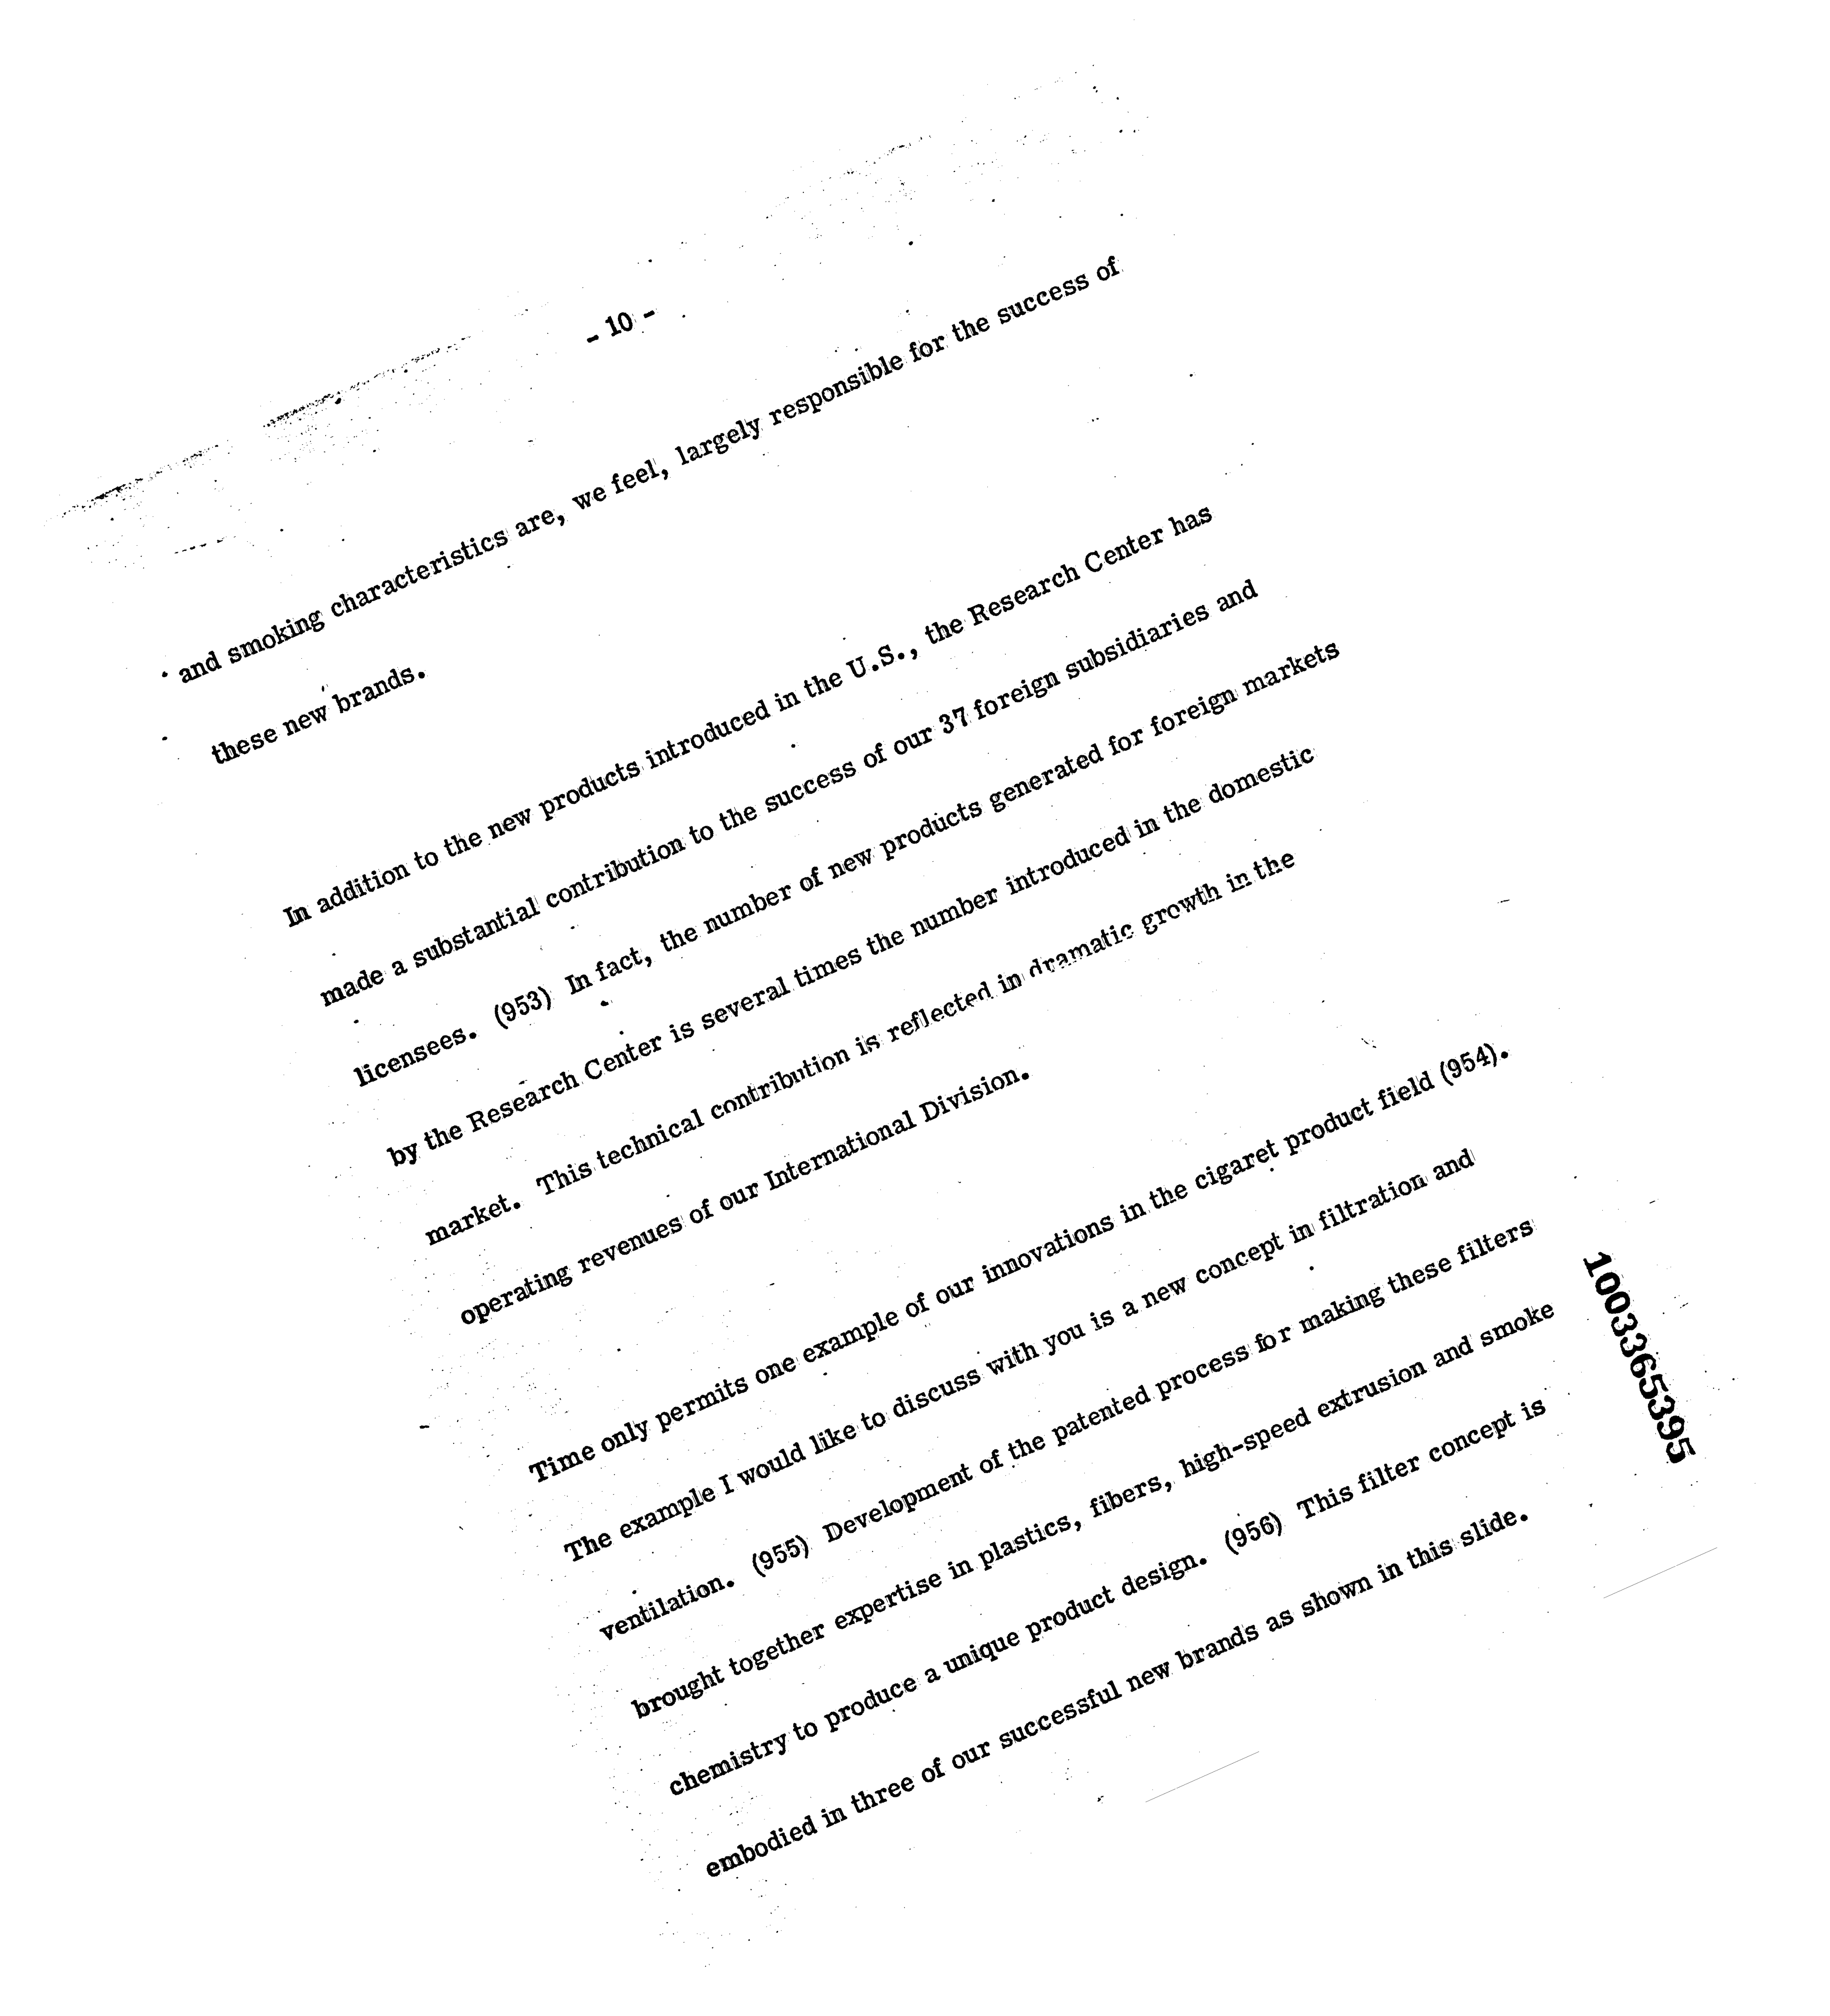 - 10 -
and smoking characteristics are, we feel, largely responsible for the success of
these new brands.
In addition to the new products introduced in the U.S., the Research Center has
made a substantial contribution to the success of our 37 foreign subsidiaries and
licensees. (953) In fact, the number of new products generated for foreign markets
by the Research Center is several times the number introduced in the domestic
market. This technical contribution is reflected in dramatic growth in the
operating revenues of our International Division.
Time only permits one example of our innovations in the cigaret product field (954).
The example I would like to discuss with you is a new concept in filtration and
ventilation. (955) Development of the patented process for making these filters
brought together expertise in plastics, fibers, high-speed extrusion and smoke
chemistry to produce a unique product design. (956) This filter concept is
embodied in three of our successful new brands as shown in this slide.
1003365395